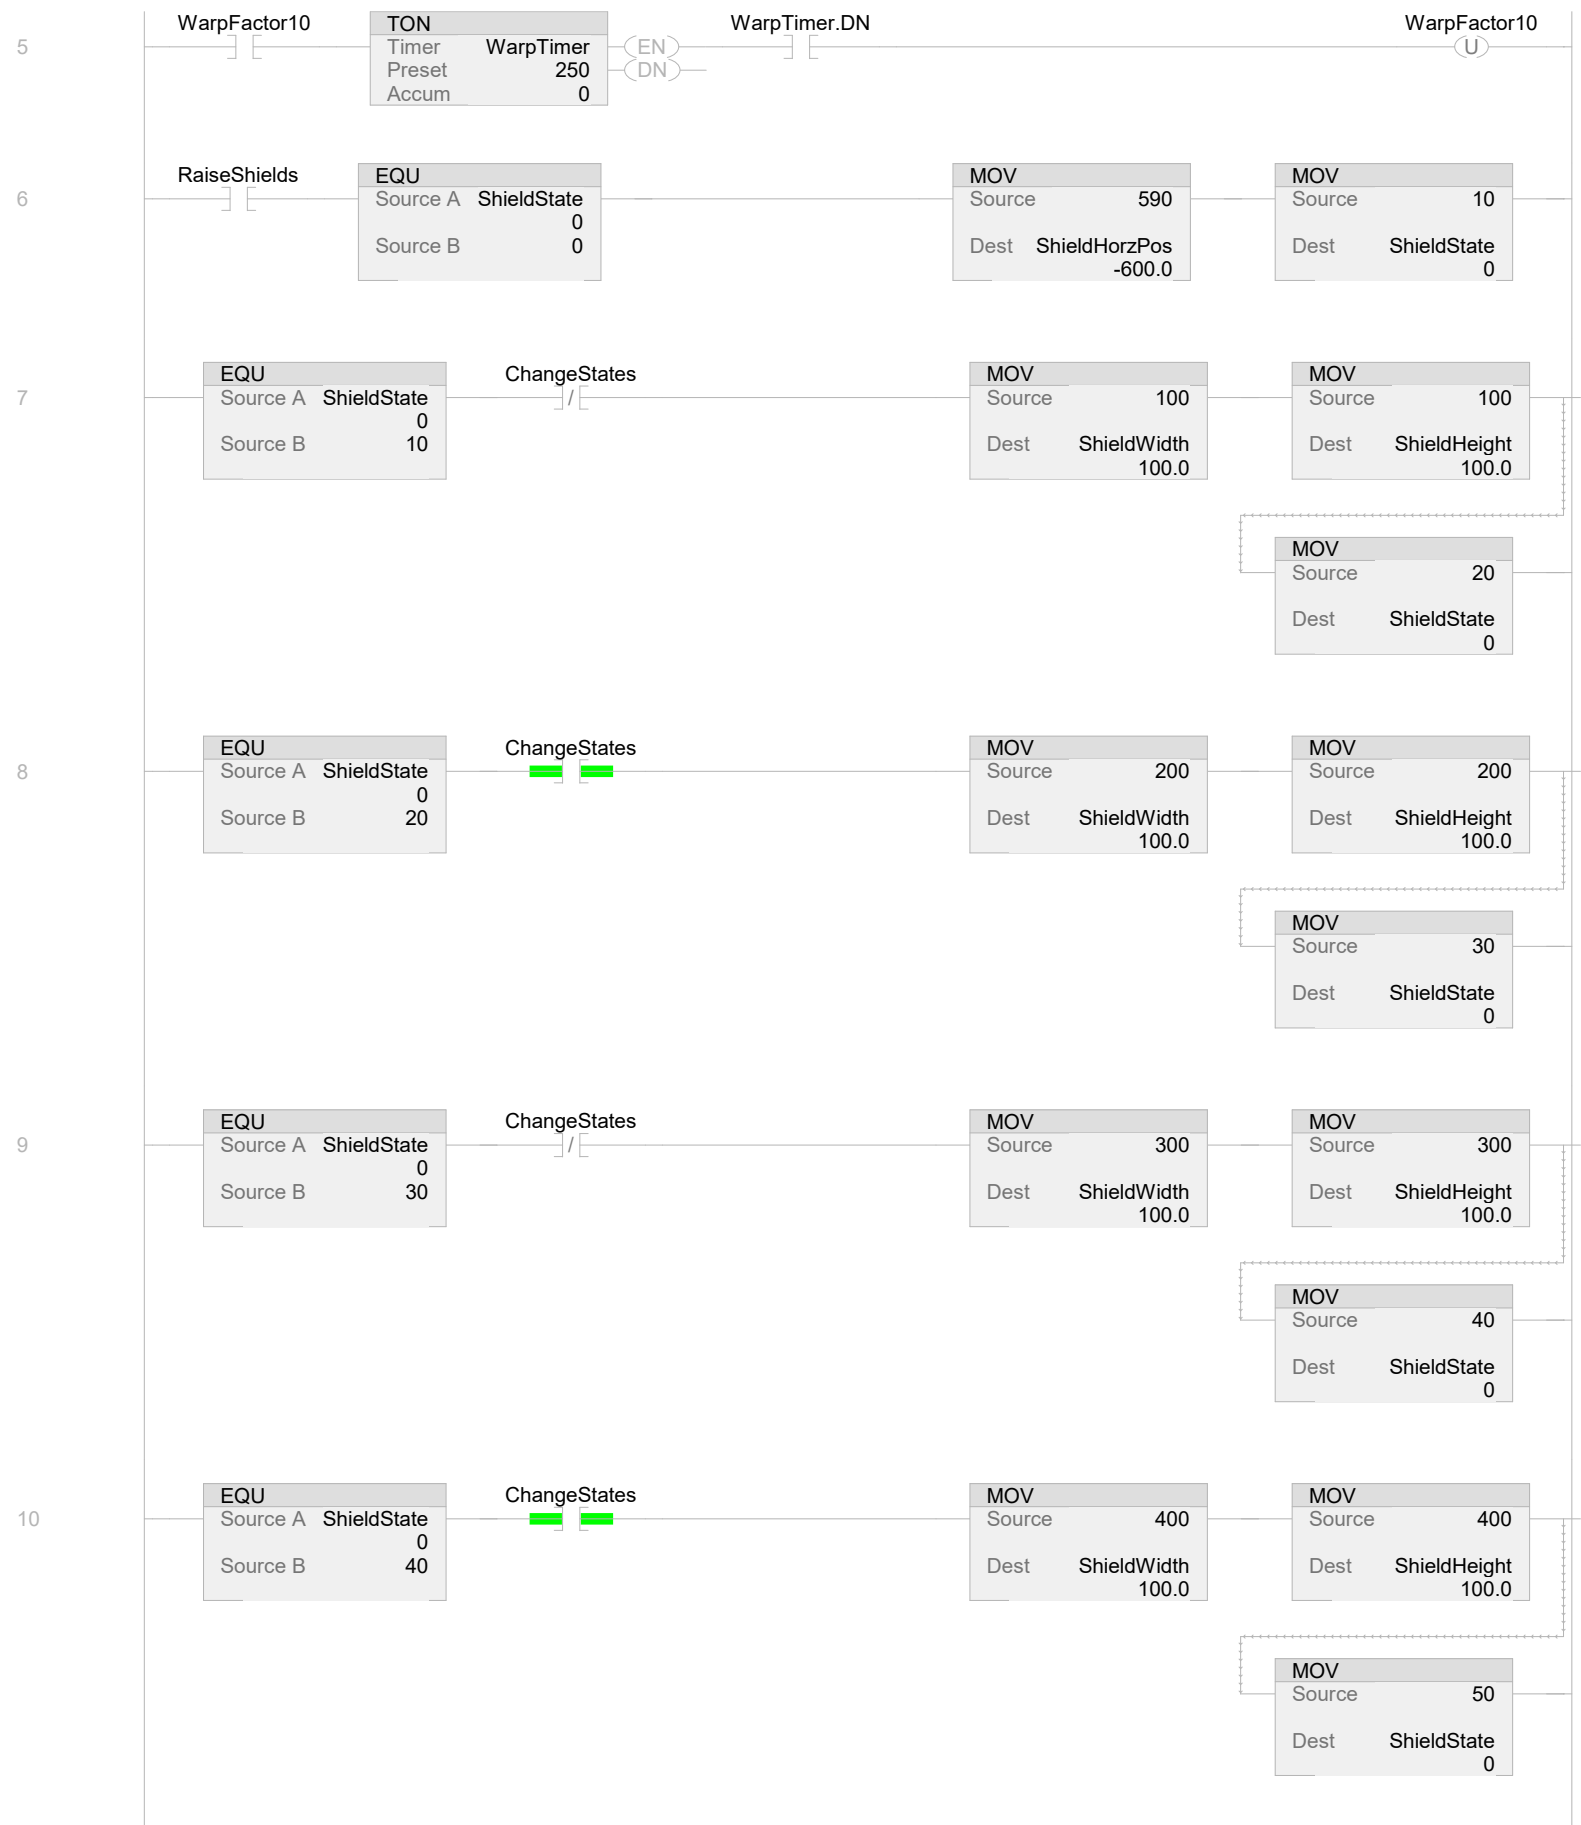 WarpFactor10 TON WarpTimer.DN WarpFactor10
5 Timer WarpTimer EN U
Preset 250 DN
Accum 0
RaiseShields EQU MOV MOV
6 Source A ShieldState Source 590 Source 10
0
Source B 0 Dest ShieldHorzPos Dest ShieldState
-600.0 0
EQU ChangeStates MOV MOV
7 Source A ShieldState / Source 100 Source 100
0
Source B 10 Dest ShieldWidth Dest ShieldHeight
100.0 100.0
MOV
Source 20
Dest ShieldState
0
EQU ChangeStates MOV MOV
8 Source A ShieldState Source 200 Source 200
0
Source B 20 Dest ShieldWidth Dest ShieldHeight
100.0 100.0
MOV
Source 30
Dest ShieldState
0
EQU ChangeStates MOV MOV
9 Source A ShieldState / Source 300 Source 300
0
Source B 30 Dest ShieldWidth Dest ShieldHeight
100.0 100.0
MOV
Source 40
Dest ShieldState
0
EQU ChangeStates MOV MOV
10 Source A ShieldState Source 400 Source 400
0
Source B 40 Dest ShieldWidth Dest ShieldHeight
100.0 100.0
MOV
Source 50
Dest ShieldState
0